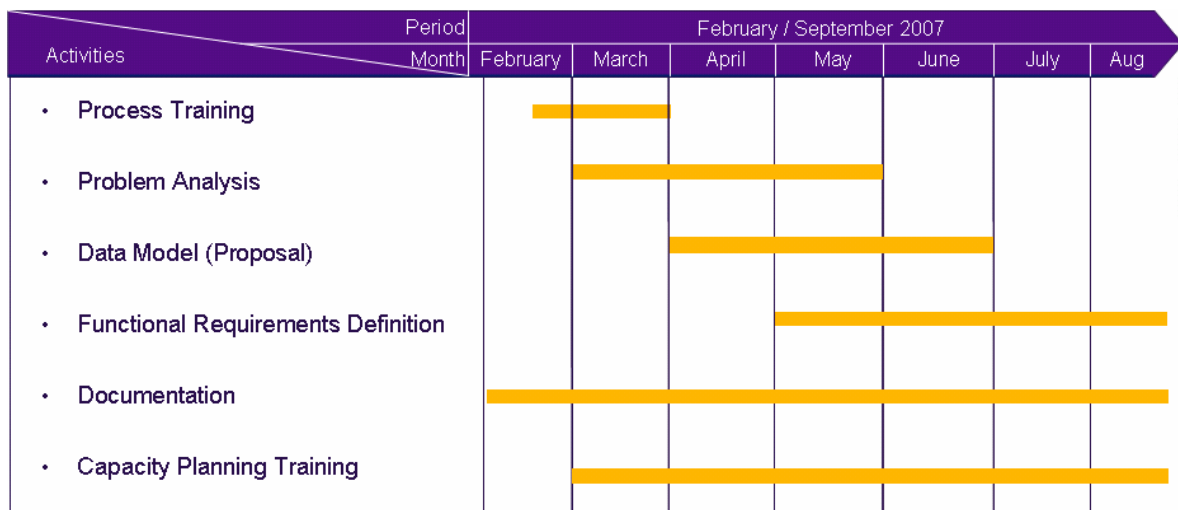 Period February / September 2007
Activities Month February March April May June July Aug
• Process Training
• Problem Analysis
• Data Model (Proposal)
• Functional Requirements Definition
• Documentation
• Capacity Planning Training